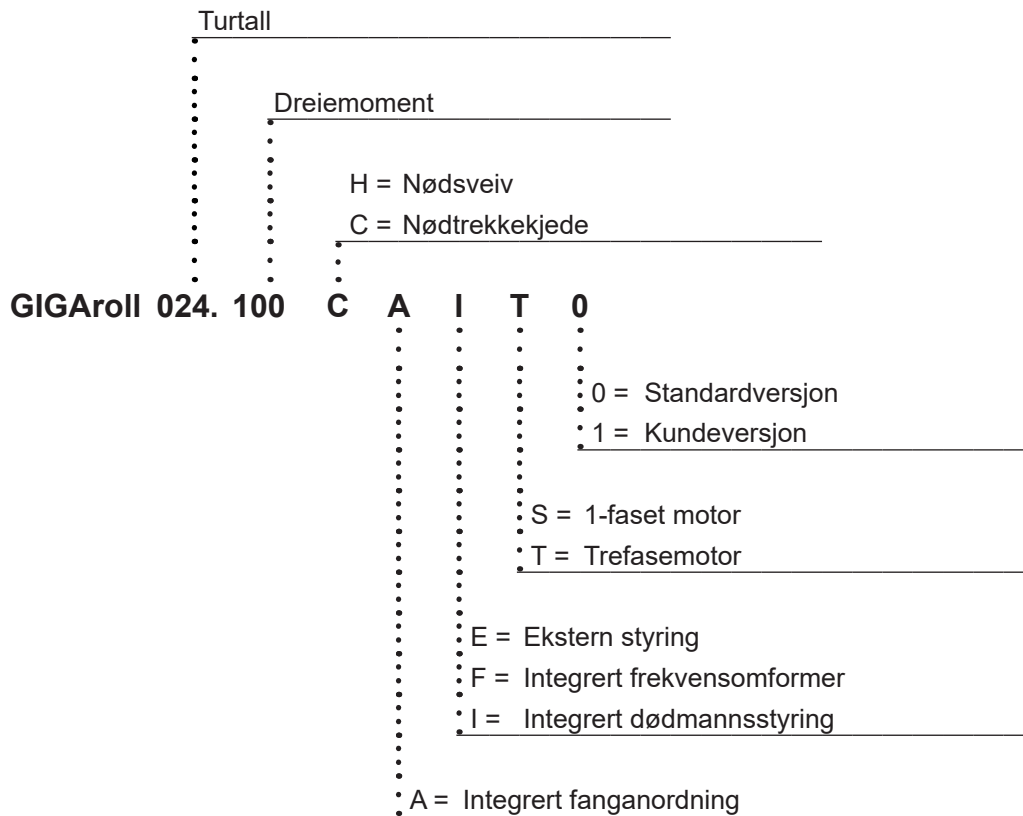 Turtall
Dreiemoment
H = Nødsveiv
C = Nødtrekkekjede
GIGAroll 024. 100 C A I T 0
0 = Standardversjon
1 = Kundeversjon
S = 1-faset motor
T = Trefasemotor
E = Ekstern styring
F = Integrert frekvensomformer
I = Integrert dødmannsstyring
A = Integrert fanganordning